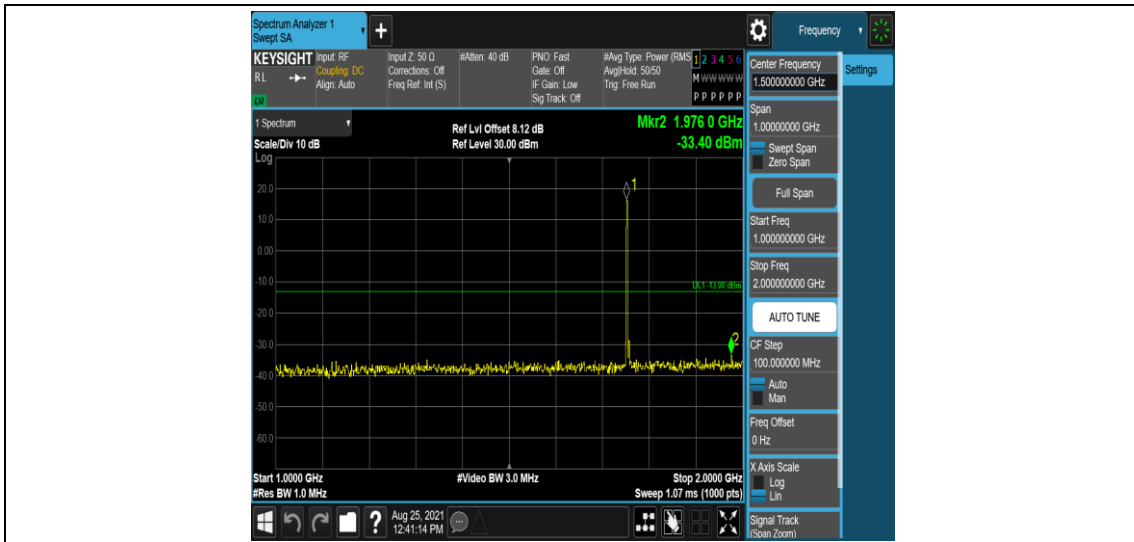 Spectrum Analyzer 1
Swept SA
+
Frequency
KEYSIGHT
RL
LXI
Input: RF
Coupling: DC
Align: Auto
Input Z: 50 Ω
Corrections: Off
Freq Ref: Int (S)
#Atten: 40 dB
PNO: Fast
Gate: Off
IF Gain: Low
Sig Track: Off
#Avg Type: Power (RMS
Avg|Hold: 50/50
Trig: Free Run
1 2 3 4 5 6
M W W W W W
P P P P P P
1 Spectrum
Scale/Div 10 dB
Log
Ref Lvl Offset 8.12 dB
Ref Level 30.00 dBm
Mkr2 1.976 0 GHz
-33.40 dBm
20.0
10.0
0.00
-10.0
-20.0
-30.0
-40.0
-50.0
-60.0
1
DL1 -13.00 dBm
2
Start 1.0000 GHz
#Res BW 1.0 MHz
#Video BW 3.0 MHz
Stop 2.0000 GHz
Sweep 1.07 ms (1000 pts)
Center Frequency
1.500000000 GHz
Settings
Span
1.00000000 GHz
Swept Span
Zero Span
Full Span
Start Freq
1.000000000 GHz
Stop Freq
2.000000000 GHz
AUTO TUNE
CF Step
100.000000 MHz
Auto
Man
Freq Offset
0 Hz
X Axis Scale
Log
Lin
Signal Track
(Span Zoom)
?
Aug 25, 2021
12:41:14 PM